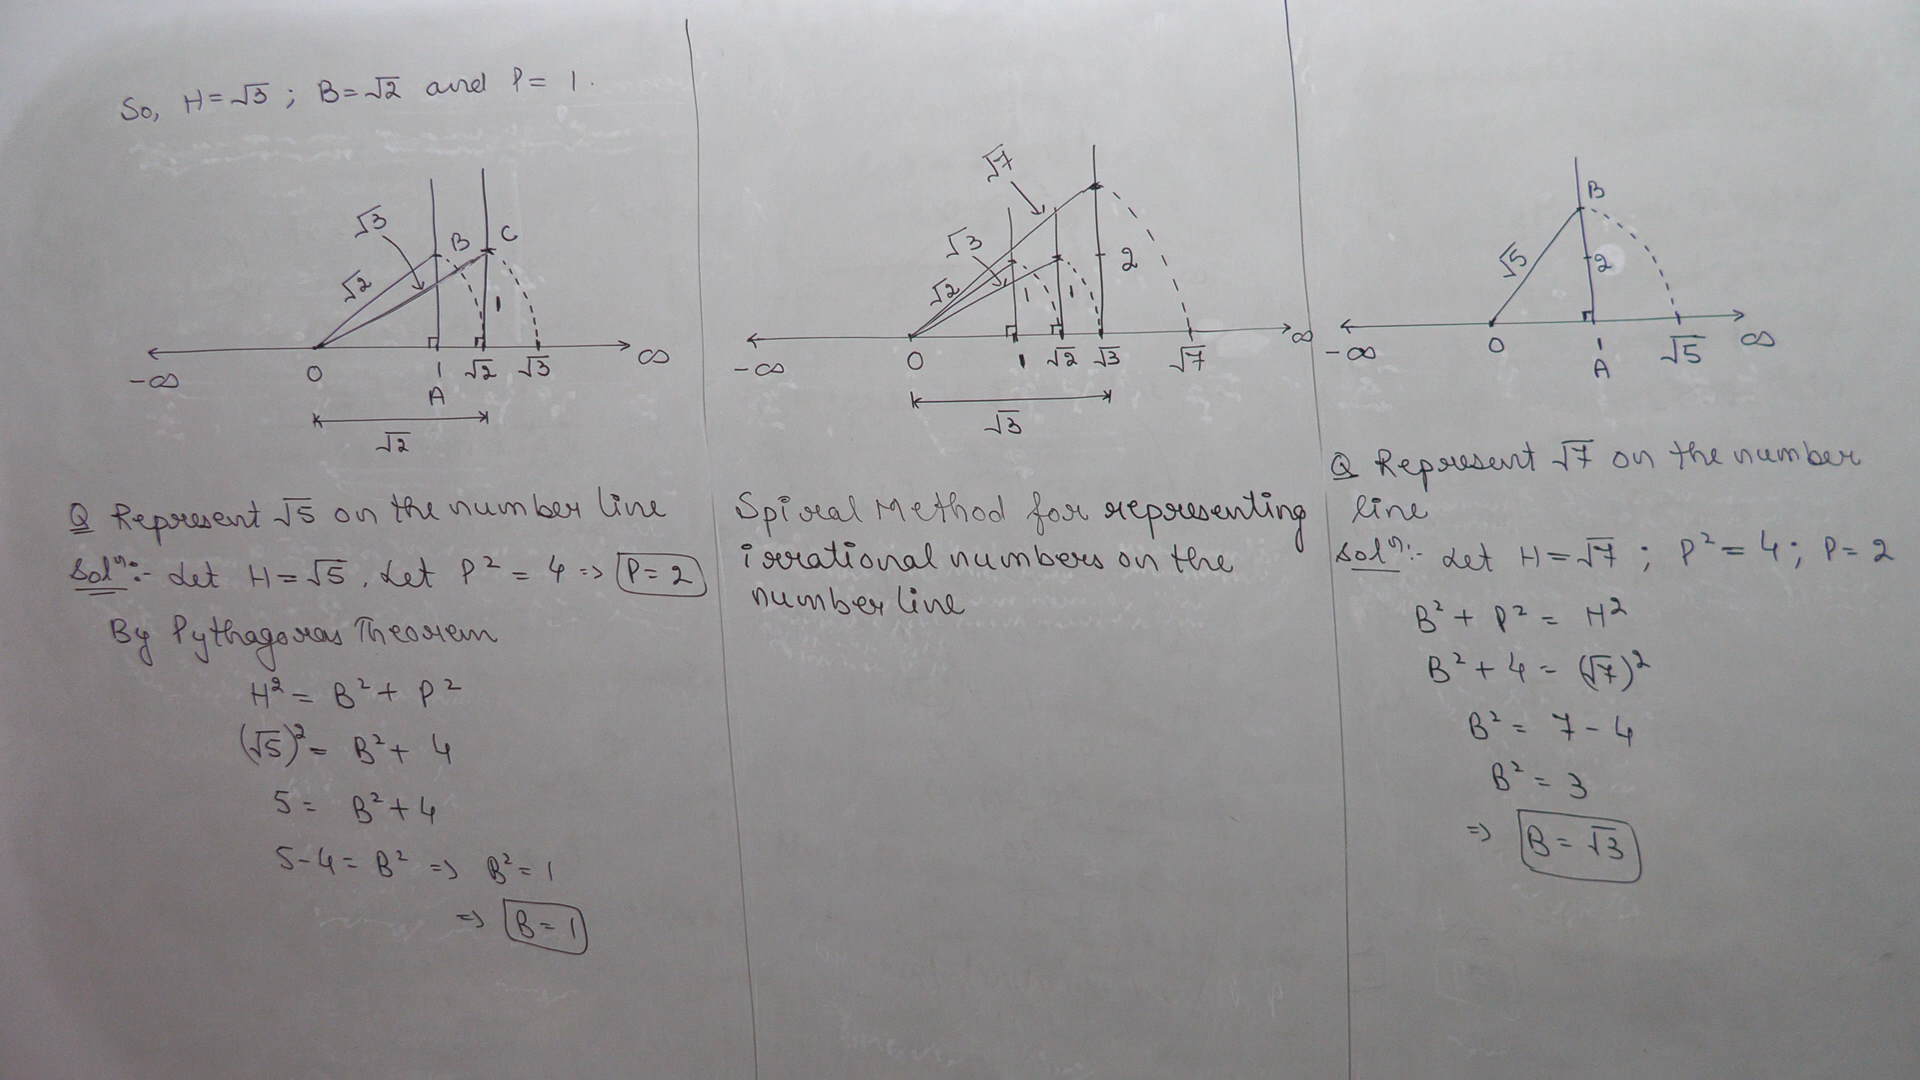 So, H = √3 ; B = √2 and P = 1.
√3
B
C
√2
1
-∞
0
1
√2
√3
∞
A
√2
Q Represent √5 on the number line
Solⁿ:- Let H = √5. Let P² = 4 => P = 2
By Pythagoras Theorem
H² = B² + P²
(√5)² = B² + 4
5 = B² + 4
5-4 = B² => B² = 1
=> B = 1
√7
√3
√2
1
1
2
-∞
0
1
√2
√3
√7
∞
√3
Spiral Method for representing
irrational numbers on the
number line
B
√5
2
-∞
0
1
√5
∞
A
Q Represent √7 on the number
line
Solⁿ:- Let H = √7 ; P² = 4 ; P = 2
B² + P² = H²
B² + 4 = (√7)²
B² = 7 - 4
B² = 3
=> B = √3